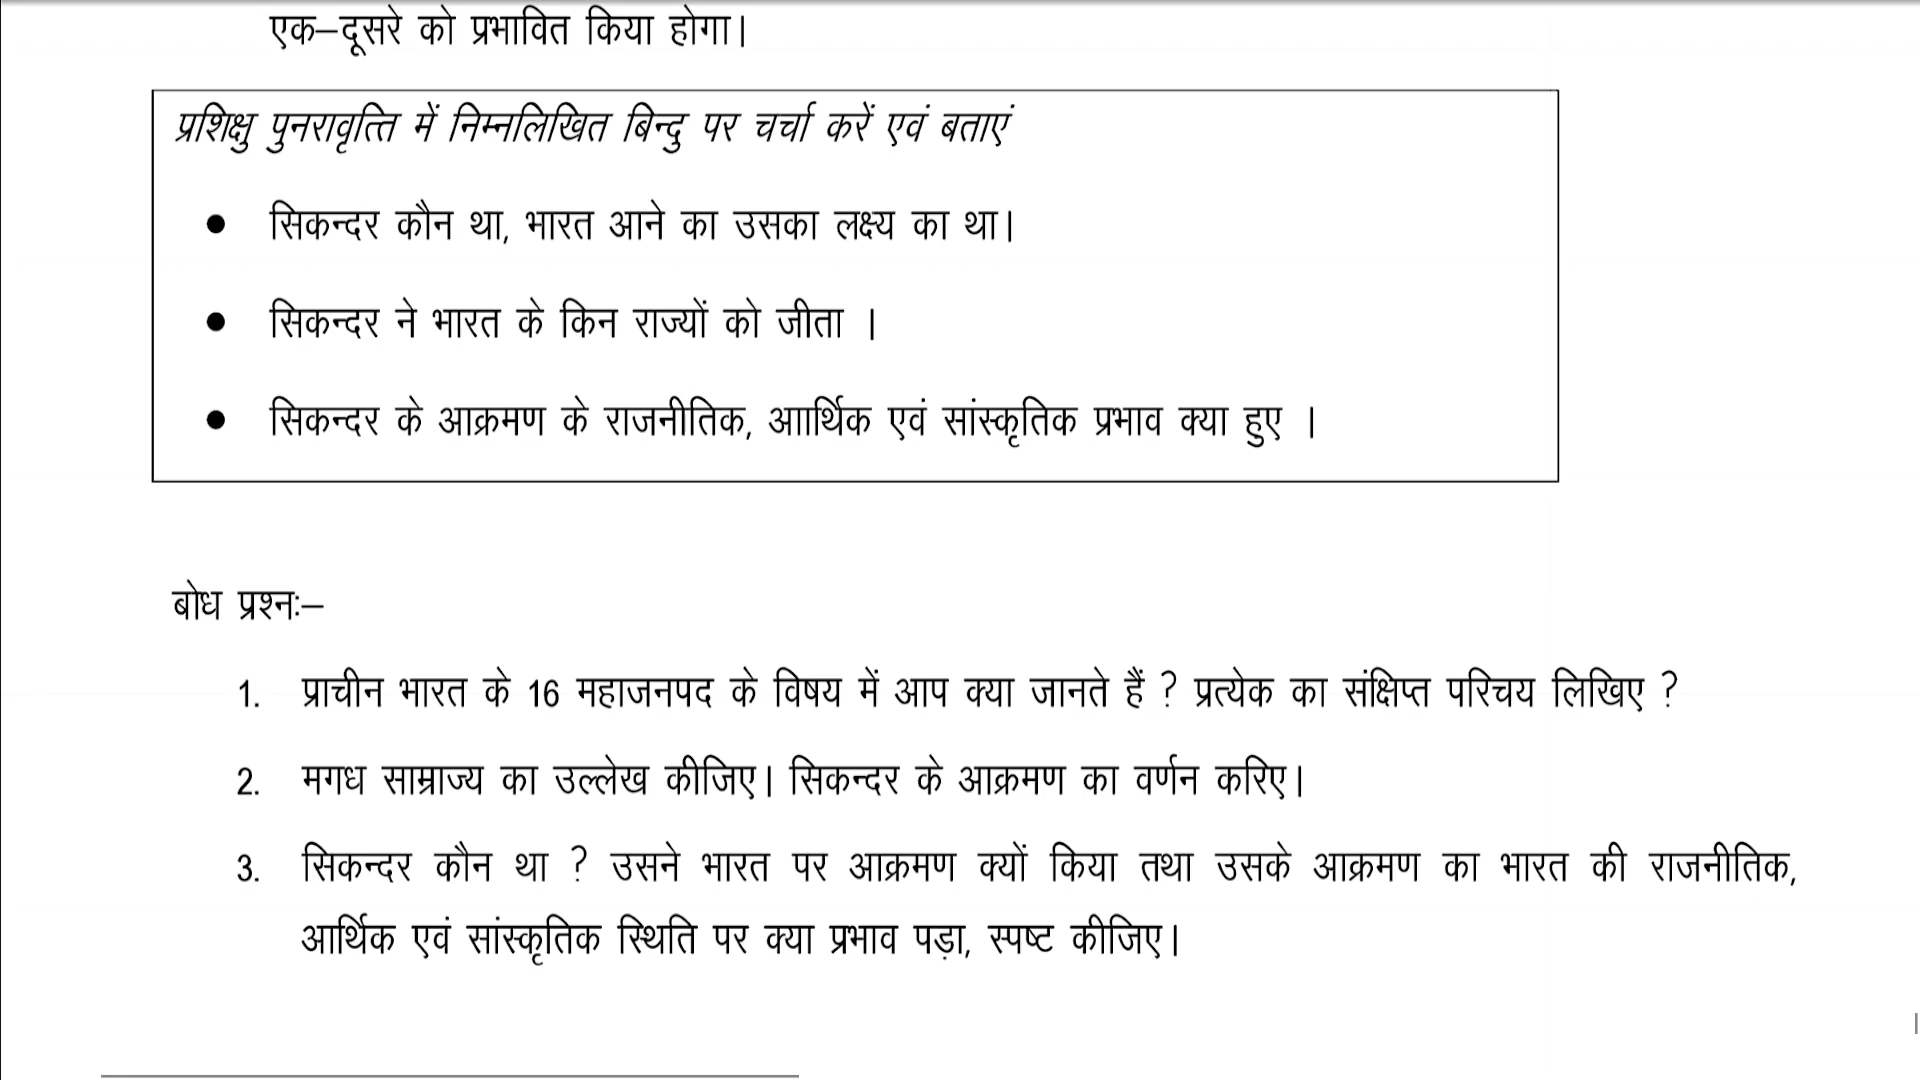 एक–दूसरे को प्रभावित किया होगा।
प्रशिक्षु पुनरावृत्ति में निम्नलिखित बिन्दु पर चर्चा करें एवं बताएं
● सिकन्दर कौन था, भारत आने का उसका लक्ष्य का था।
● सिकन्दर ने भारत के किन राज्यों को जीता ।
● सिकन्दर के आक्रमण के राजनीतिक, आार्थिक एवं सांस्कृतिक प्रभाव क्या हुए ।
बोध प्रश्नः–
1. प्राचीन भारत के 16 महाजनपद के विषय में आप क्या जानते हैं ? प्रत्येक का संक्षिप्त परिचय लिखिए ?
2. मगध साम्राज्य का उल्लेख कीजिए। सिकन्दर के आक्रमण का वर्णन करिए।
3. सिकन्दर कौन था ? उसने भारत पर आक्रमण क्यों किया तथा उसके आक्रमण का भारत की राजनीतिक,
आर्थिक एवं सांस्कृतिक स्थिति पर क्या प्रभाव पड़ा, स्पष्ट कीजिए।